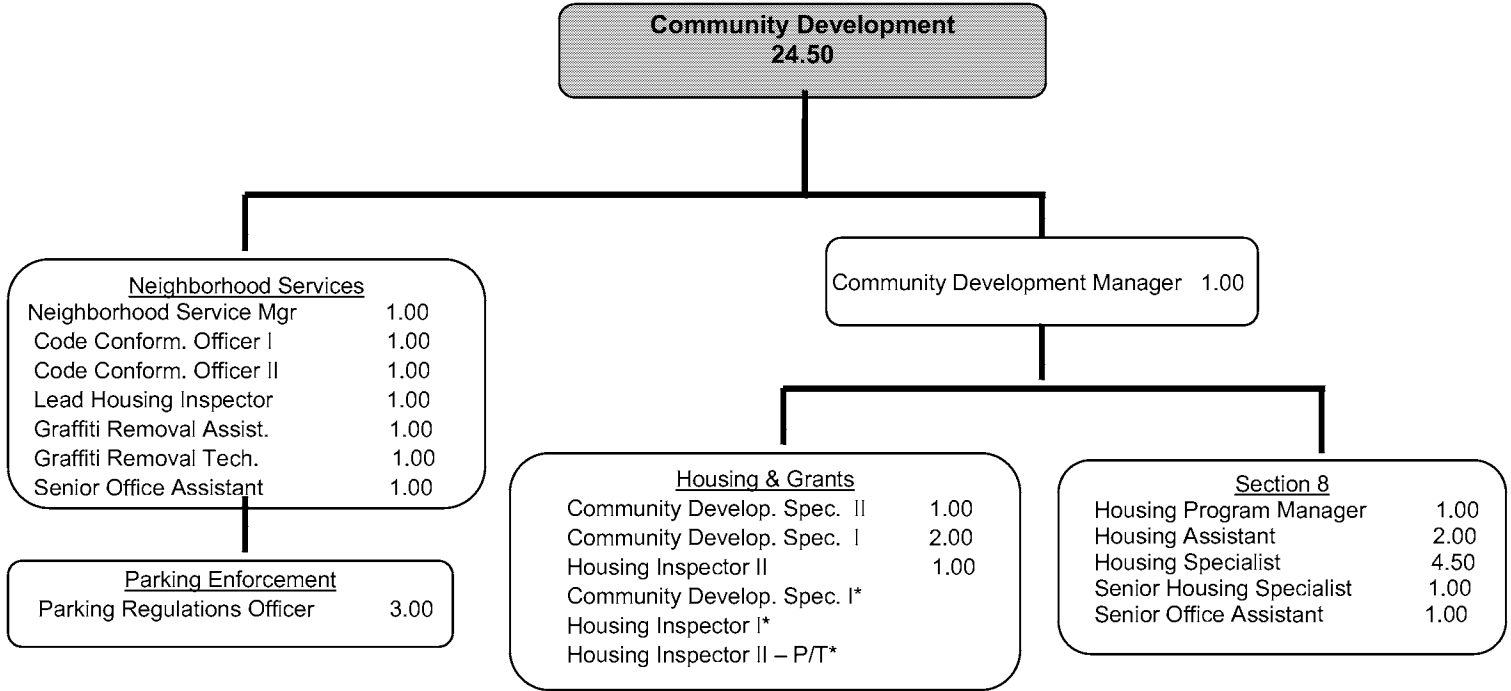 Community Development
24.50
Neighborhood Services
Neighborhood Service Mgr 1.00
Code Conform. Officer I 1.00
Code Conform. Officer II 1.00
Lead Housing Inspector 1.00
Graffiti Removal Assist. 1.00
Graffiti Removal Tech. 1.00
Senior Office Assistant 1.00
Parking Enforcement
Parking Regulations Officer 3.00
Community Development Manager 1.00
Housing & Grants
Community Develop. Spec. II 1.00
Community Develop. Spec. I 2.00
Housing Inspector II 1.00
Community Develop. Spec. I*
Housing Inspector I*
Housing Inspector II – P/T*
Section 8
Housing Program Manager 1.00
Housing Assistant 2.00
Housing Specialist 4.50
Senior Housing Specialist 1.00
Senior Office Assistant 1.00